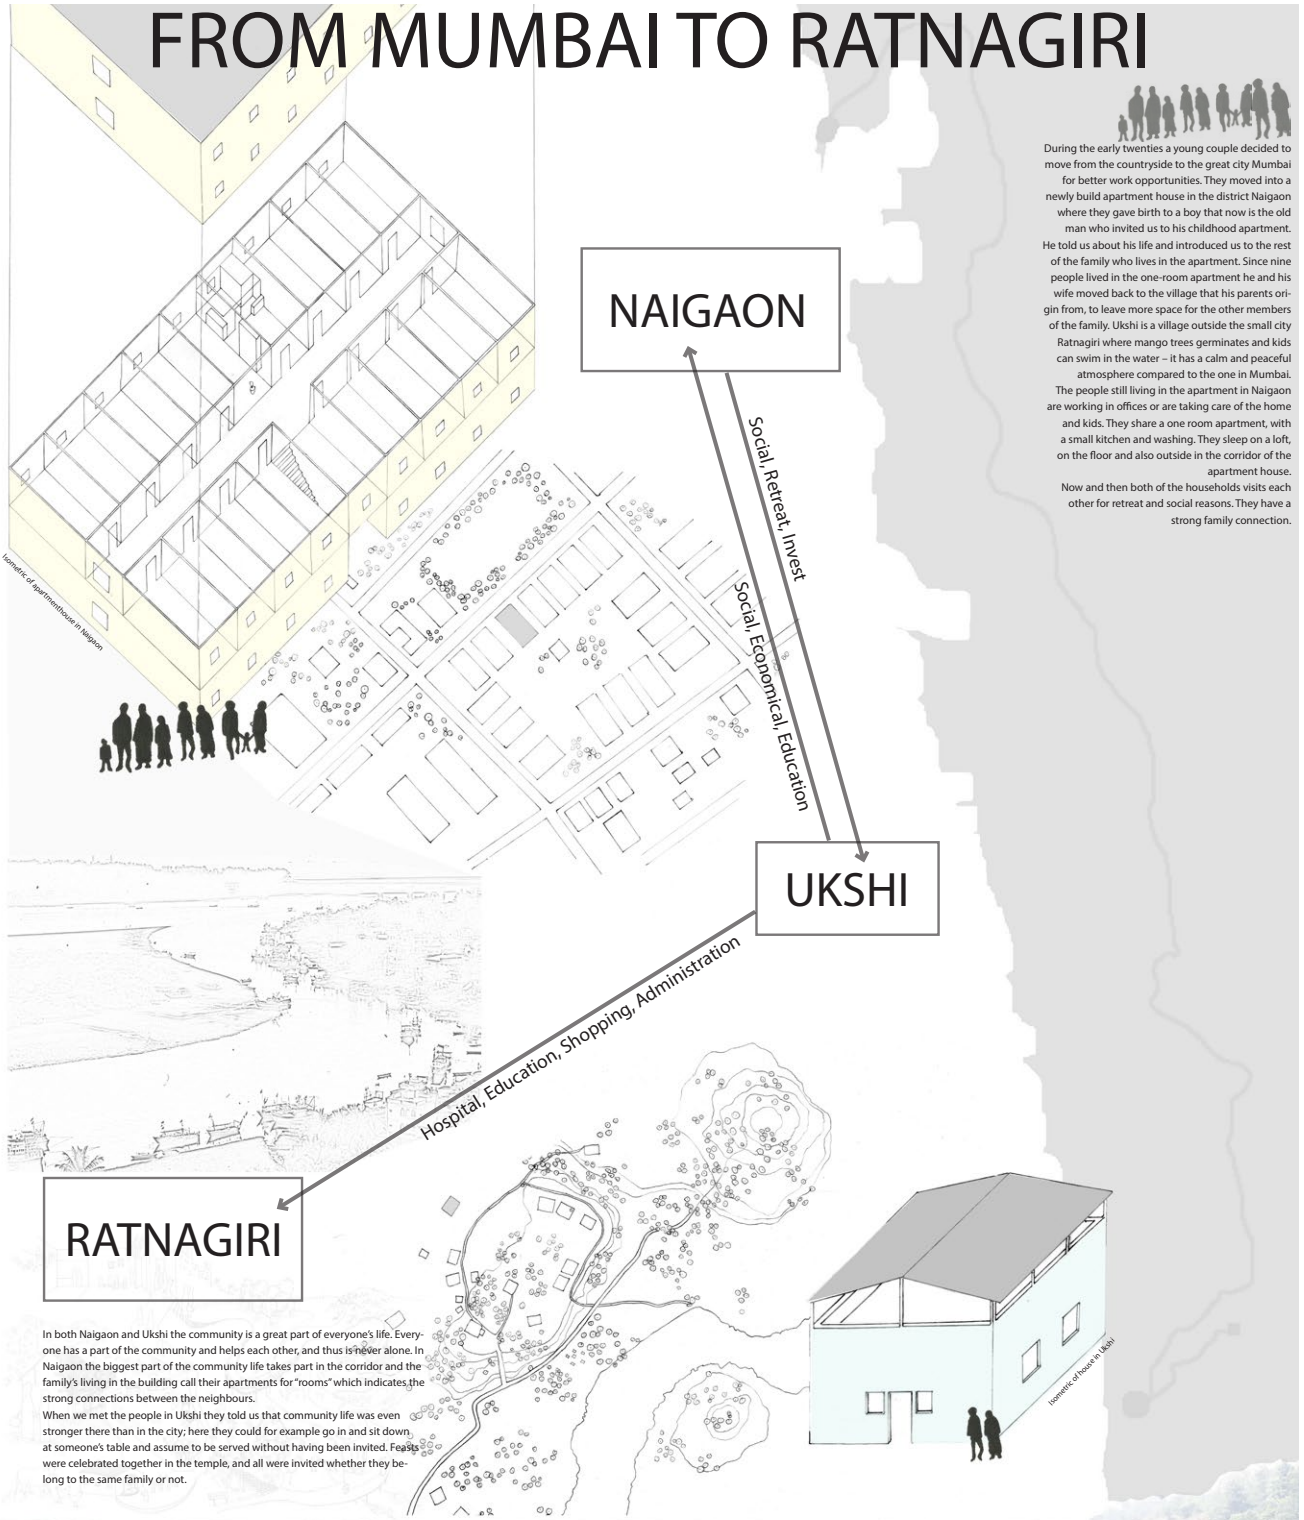 FROM MUMBAI TO RATNAGIRI
During the early twenties a young couple decided to
move from the countryside to the great city Mumbai
for better work opportunities. They moved into a
newly build apartment house in the district Naigaon
where they gave birth to a boy that now is the old
man who invited us to his childhood apartment.
He told us about his life and introduced us to the rest
of the family who lives in the apartment. Since nine
people lived in the one-room apartment he and his
wife moved back to the village that his parents ori-
gin from, to leave more space for the other members
of the family. Ukshi is a village outside the small city
Ratnagiri where mango trees germinates and kids
can swim in the water – it has a calm and peaceful
atmosphere compared to the one in Mumbai.
The people still living in the apartment in Naigaon
are working in offices or are taking care of the home
and kids. They share a one room apartment, with
a small kitchen and washing. They sleep on a loft,
on the floor and also outside in the corridor of the
apartment house.
Now and then both of the households visits each
other for retreat and social reasons. They have a
strong family connection.
NAIGAON
Social, Retreat, Invest
Social, Economical, Education
Isometric of apartmenthouse in Naigaon
UKSHI
Hospital, Education, Shopping, Administration
RATNAGIRI
Isometric of house in Ukshi
In both Naigaon and Ukshi the community is a great part of everyone's life. Every-
one has a part of the community and helps each other, and thus is never alone. In
Naigaon the biggest part of the community life takes part in the corridor and the
family's living in the building call their apartments for "rooms" which indicates the
strong connections between the neighbours.
When we met the people in Ukshi they told us that community life was even
stronger there than in the city; here they could for example go in and sit down
at someone's table and assume to be served without having been invited. Feasts
were celebrated together in the temple, and all were invited whether they be-
long to the same family or not.